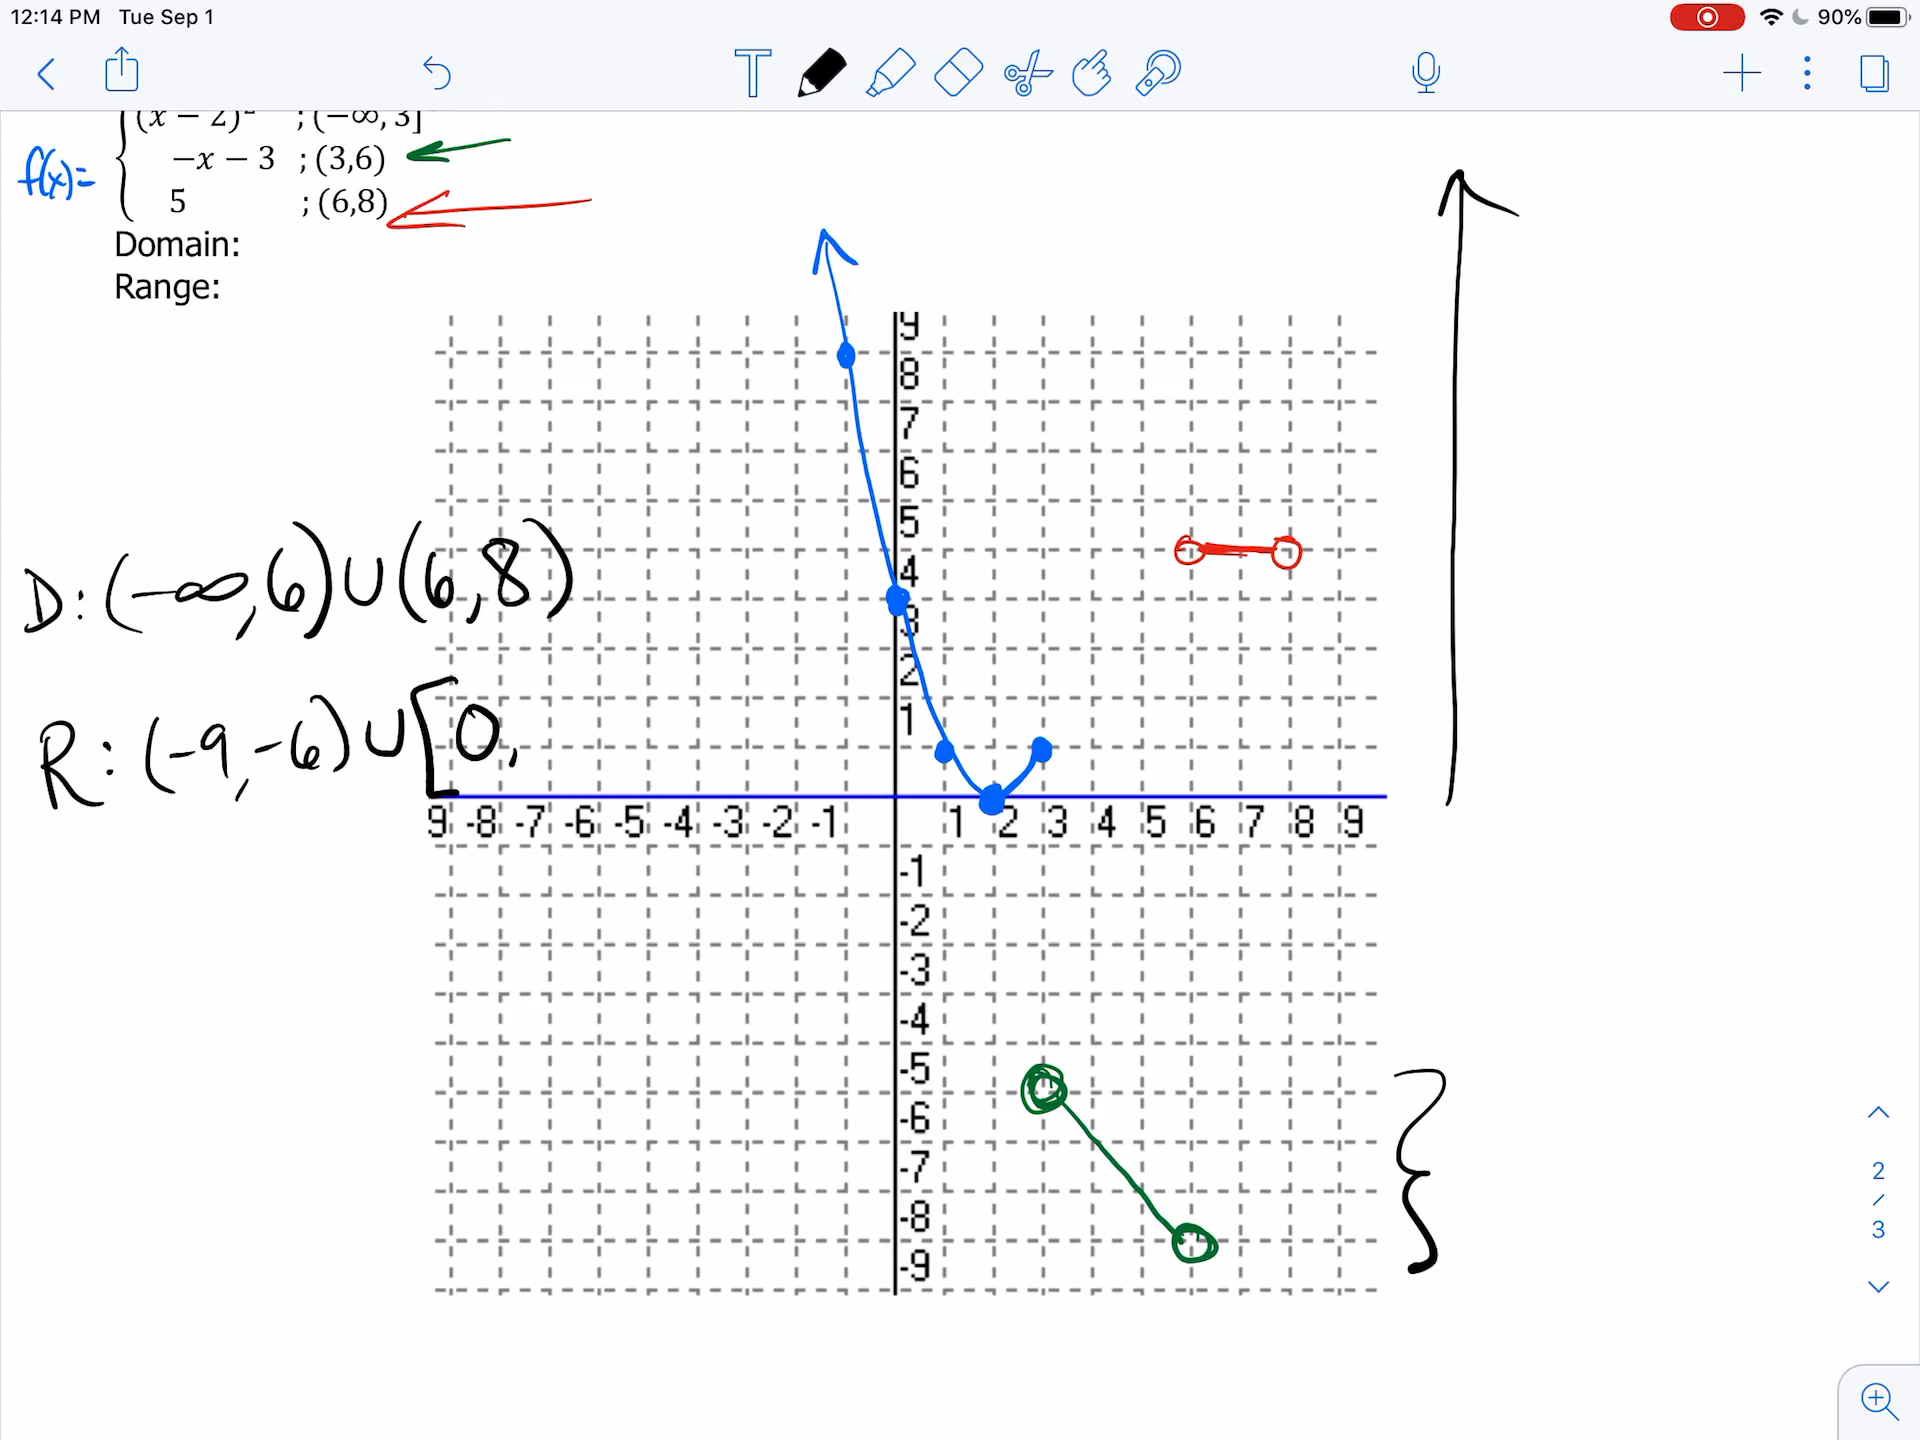 12:14 PM Tue Sep 1 90%
T
(x − 2)² ; (−∞, 3]
f(x)= −x − 3 ; (3,6)
5 ; (6,8)
Domain:
Range:
9
8
7
6
5
4
3
2
1
D: (-∞, 6) ∪ (6, 8)
R: (-9, -6) ∪ [0,
9 -8 -7 -6 -5 -4 -3 -2 -1 1 2 3 4 5 6 7 8 9
-1
-2
-3
-4
-5
-6
-7
-8
-9
2
/
3